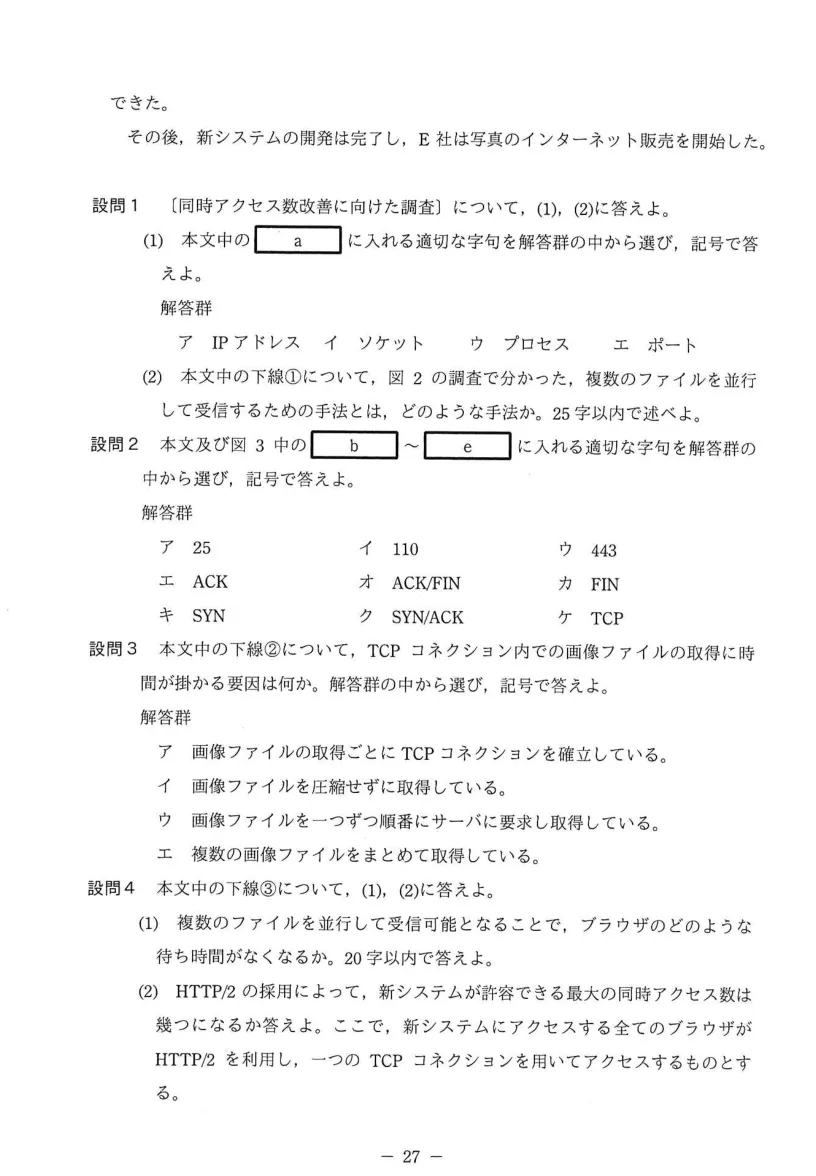 できた。
その後，新システムの開発は完了し，E 社は写真のインターネット販売を開始した。
設問1 〔同時アクセス数改善に向けた調査〕について，(1)，(2)に答えよ。
(1) 本文中の a に入れる適切な字句を解答群の中から選び，記号で答
えよ。
解答群
ア IP アドレス イ ソケット ウ プロセス エ ポート
(2) 本文中の下線①について，図 2 の調査で分かった，複数のファイルを並行
して受信するための手法とは，どのような手法か。25 字以内で述べよ。
設問2 本文及び図 3 中の b ～ e に入れる適切な字句を解答群の
中から選び，記号で答えよ。
解答群
ア 25 イ 110 ウ 443
エ ACK オ ACK/FIN カ FIN
キ SYN ク SYN/ACK ケ TCP
設問3 本文中の下線②について，TCP コネクション内での画像ファイルの取得に時
間が掛かる要因は何か。解答群の中から選び，記号で答えよ。
解答群
ア 画像ファイルの取得ごとに TCP コネクションを確立している。
イ 画像ファイルを圧縮せずに取得している。
ウ 画像ファイルを一つずつ順番にサーバに要求し取得している。
エ 複数の画像ファイルをまとめて取得している。
設問4 本文中の下線③について，(1)，(2)に答えよ。
(1) 複数のファイルを並行して受信可能となることで，ブラウザのどのような
待ち時間がなくなるか。20 字以内で答えよ。
(2) HTTP/2 の採用によって，新システムが許容できる最大の同時アクセス数は
幾つになるか答えよ。ここで，新システムにアクセスする全てのブラウザが
HTTP/2 を利用し，一つの TCP コネクションを用いてアクセスするものとす
る。
－ 27 －